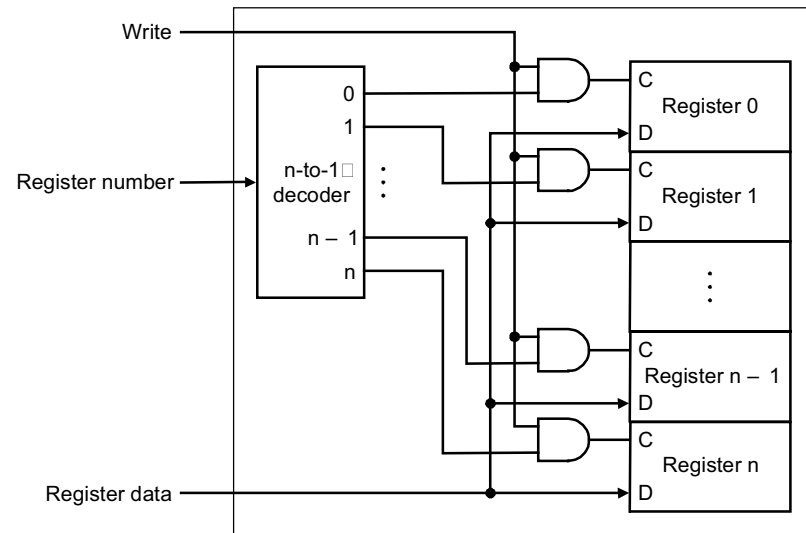 Write
0
1
n-to-1□
decoder
⋮
n – 1
n
Register number
Register data
C
Register 0
D
C
Register 1
D
⋮
C
Register n – 1
D
C
Register n
D